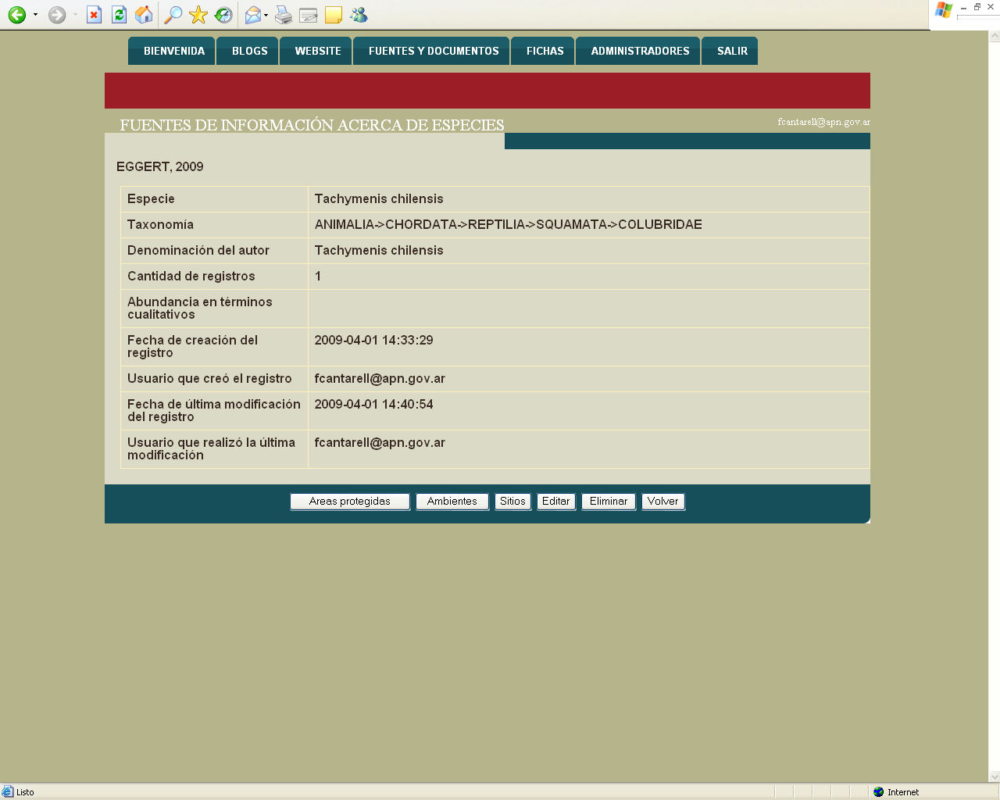 BIENVENIDA BLOGS WEBSITE FUENTES Y DOCUMENTOS FICHAS ADMINISTRADORES SALIR
FUENTES DE INFORMACIÓN ACERCA DE ESPECIES
fcantarell@apn.gov.ar
EGGERT, 2009
Especie Tachymenis chilensis
Taxonomía ANIMALIA->CHORDATA->REPTILIA->SQUAMATA->COLUBRIDAE
Denominación del autor Tachymenis chilensis
Cantidad de registros 1
Abundancia en términos
cualitativos
Fecha de creación del 2009-04-01 14:33:29
registro
Usuario que creó el registro fcantarell@apn.gov.ar
Fecha de última modificación 2009-04-01 14:40:54
del registro
Usuario que realizó la última fcantarell@apn.gov.ar
modificación
Areas protegidas Ambientes Sitios Editar Eliminar Volver
Listo Internet